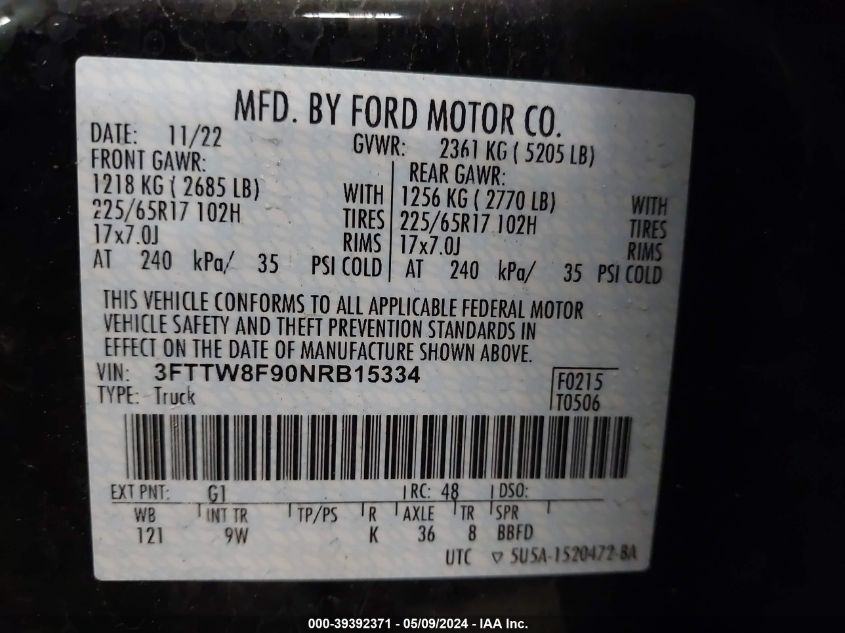 MFD. BY FORD MOTOR CO.
DATE: 11/22 GVWR: 2361 KG ( 5205 LB)
FRONT GAWR: REAR GAWR:
1218 KG ( 2685 LB) WITH 1256 KG ( 2770 LB) WITH
225/65R17 102H TIRES 225/65R17 102H TIRES
17x7.0J RIMS 17x7.0J RIMS
AT 240 kPa/ 35 PSI COLD AT 240 kPa/ 35 PSI COLD
THIS VEHICLE CONFORMS TO ALL APPLICABLE FEDERAL MOTOR
VEHICLE SAFETY AND THEFT PREVENTION STANDARDS IN
EFFECT ON THE DATE OF MANUFACTURE SHOWN ABOVE.
VIN: 3FTTW8F90NRB15334
F0215
TYPE: Truck
T0506
EXT PNT: G1 RC: 48 DSO:
WB INT TR TP/PS R AXLE TR SPR
121 9W K 36 8 BBFD
UTC ▽ 5U5A-1520472-BA
000-39392371 - 05/09/2024 - IAA Inc.